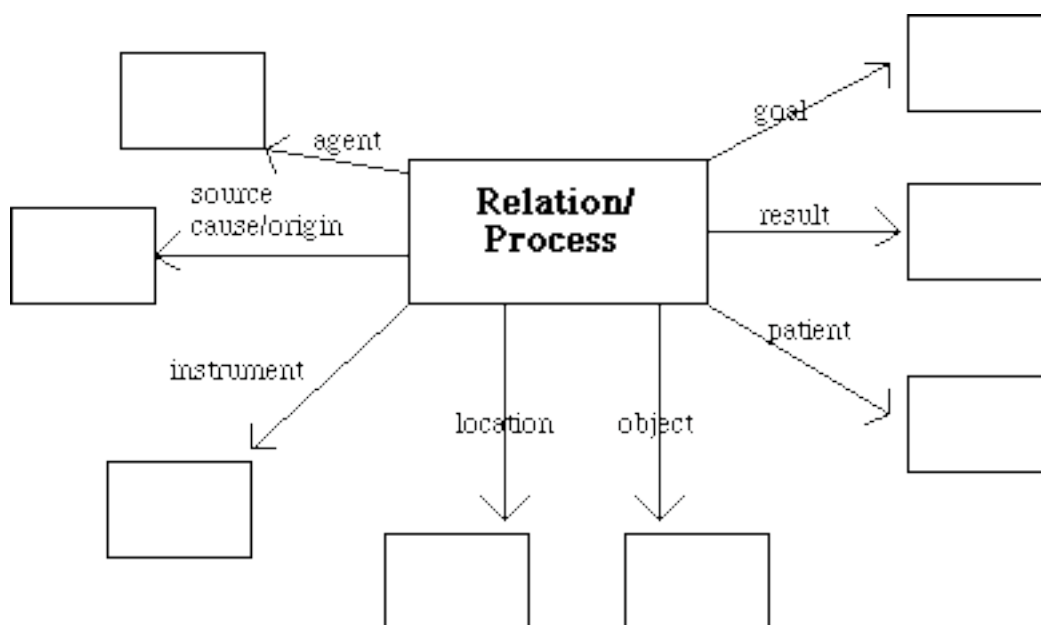 goal
agent
source
cause/origin
Relation/
Process
result
patient
instrument
location
object